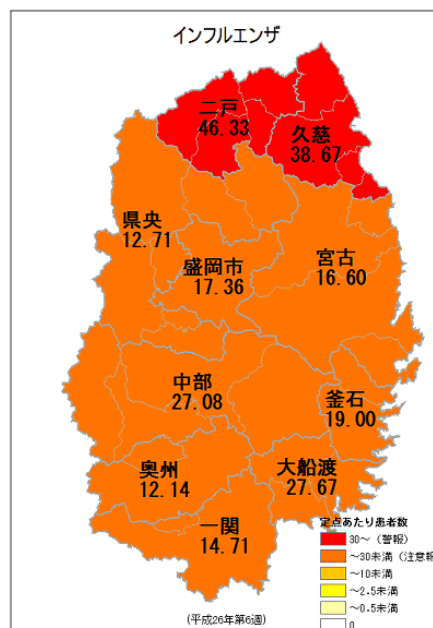 インフルエンザ
二戸
46.33
久慈
38.67
県央
12.71
盛岡市
17.36
宮古
16.60
中部
27.08
釜石
19.00
奥州
12.14
大船渡
27.67
一関
14.71
定点あたり患者数
30～（警報）
～30未満（注意報
～10未満
～2.5未満
～0.5未満
0
(平成26年第6週)